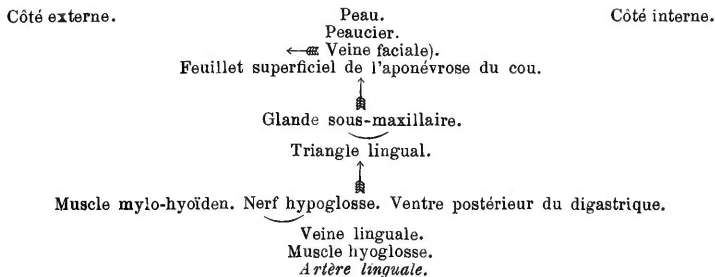 Côté externe. Peau. Côté interne.
Peaucier.
Veine faciale).
Feuillet superficiel de l'aponévrose du cou.
Glande sous-maxillaire.
Triangle lingual.
Muscle mylo-hyoïden. Nerf hypoglosse. Ventre postérieur du digastrique.
Veine linguale.
Muscle hyoglosse.
Artère linguale.